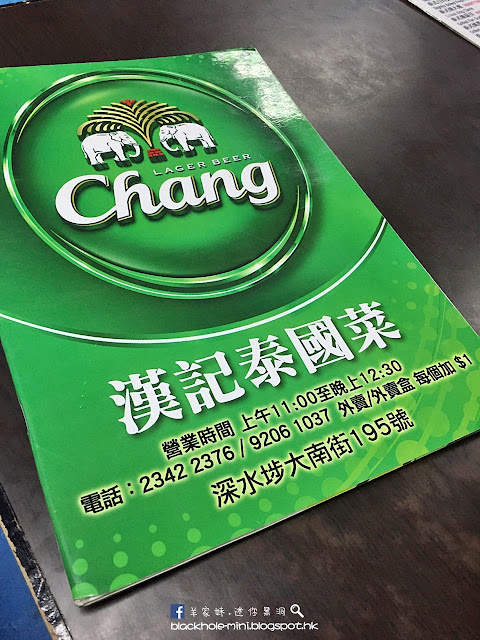 LAGER BEER
Chang
漢記泰國菜
營業時間 上午11:00至晚上12:30
電話：2342 2376 / 9206 1037 外賣/外賣盒 每個加 $1
深水埗大南街195號
羊家妹.迷你黑洞
blackhole-mini.blogspot.hk